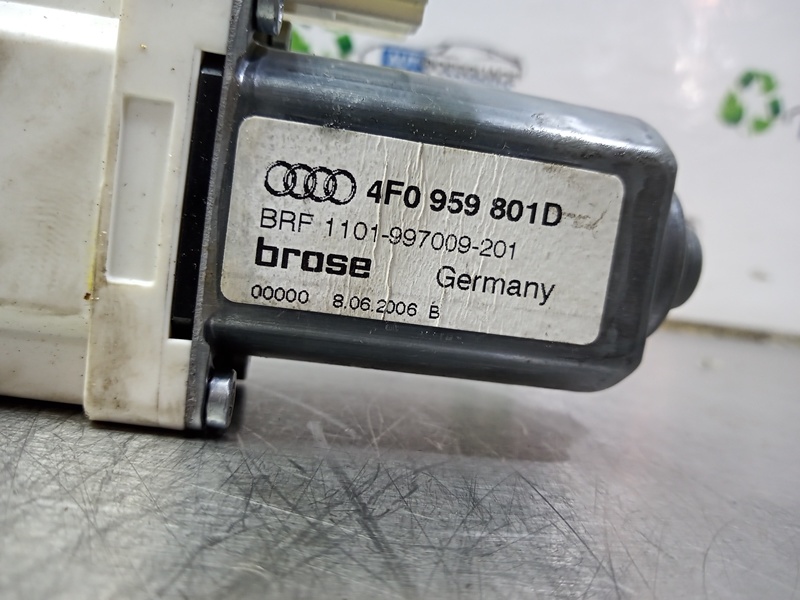 4F0 959 801D
BRF 1101-997009-201
brose Germany
00000 8.06.2006 B